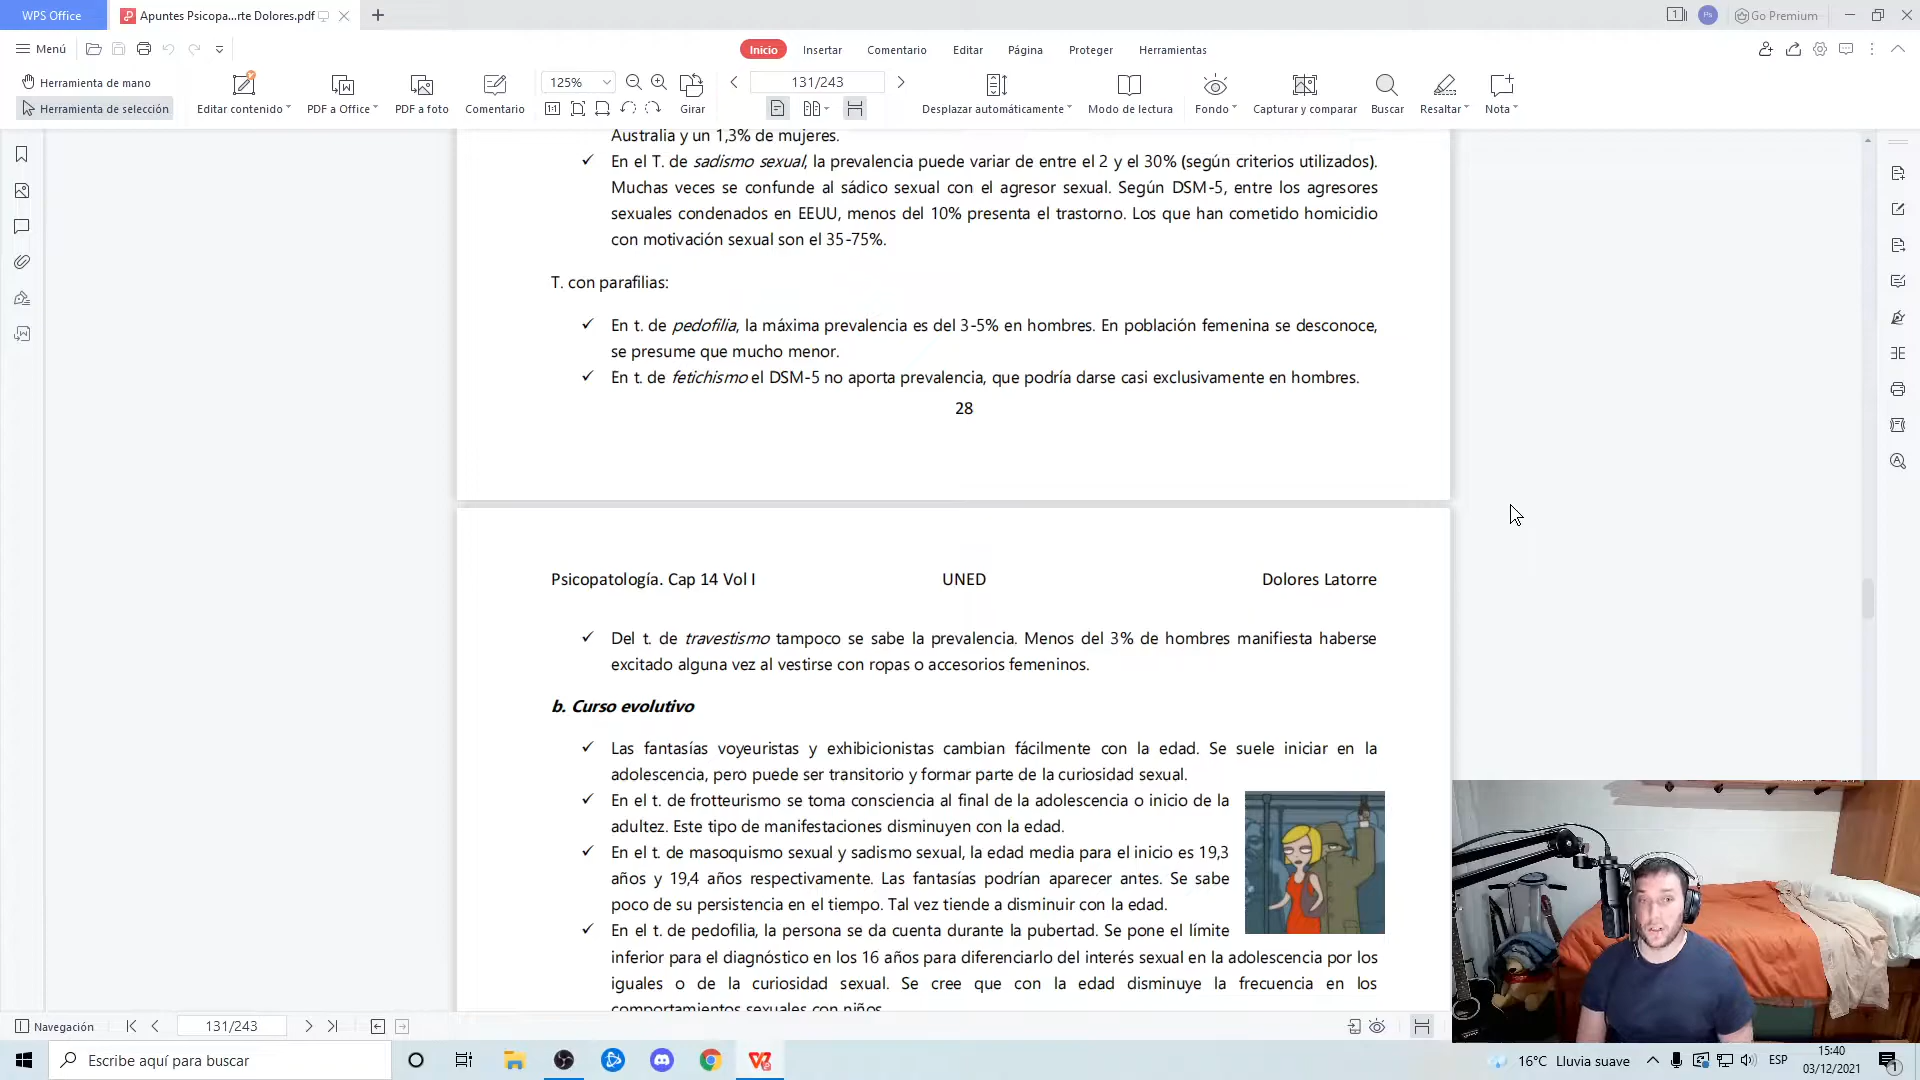 WPS Office
Apuntes Psicopa...rte Dolores.pdf
1
Ps
Go Premium
Menú
Inicio
Insertar
Comentario
Editar
Página
Proteger
Herramientas
Herramienta de mano
Herramienta de selección
Editar contenido
PDF a Office
PDF a foto
Comentario
125%
Girar
131/243
Desplazar automáticamente
Modo de lectura
Fondo
Capturar y comparar
Buscar
Resaltar
Nota
Australia y un 1,3% de mujeres.
✓ En el T. de sadismo sexual, la prevalencia puede variar de entre el 2 y el 30% (según criterios utilizados).
Muchas veces se confunde al sádico sexual con el agresor sexual. Según DSM-5, entre los agresores
sexuales condenados en EEUU, menos del 10% presenta el trastorno. Los que han cometido homicidio
con motivación sexual son el 35-75%.
T. con parafilias:
✓ En t. de pedofilia, la máxima prevalencia es del 3-5% en hombres. En población femenina se desconoce,
se presume que mucho menor.
✓ En t. de fetichismo el DSM-5 no aporta prevalencia, que podría darse casi exclusivamente en hombres.
28
Psicopatología. Cap 14 Vol I UNED Dolores Latorre
✓ Del t. de travestismo tampoco se sabe la prevalencia. Menos del 3% de hombres manifiesta haberse
excitado alguna vez al vestirse con ropas o accesorios femeninos.
b. Curso evolutivo
✓ Las fantasías voyeuristas y exhibicionistas cambian fácilmente con la edad. Se suele iniciar en la
adolescencia, pero puede ser transitorio y formar parte de la curiosidad sexual.
✓ En el t. de frotteurismo se toma consciencia al final de la adolescencia o inicio de la
adultez. Este tipo de manifestaciones disminuyen con la edad.
✓ En el t. de masoquismo sexual y sadismo sexual, la edad media para el inicio es 19,3
años y 19,4 años respectivamente. Las fantasías podrían aparecer antes. Se sabe
poco de su persistencia en el tiempo. Tal vez tiende a disminuir con la edad.
✓ En el t. de pedofilia, la persona se da cuenta durante la pubertad. Se pone el límite
inferior para el diagnóstico en los 16 años para diferenciarlo del interés sexual en la adolescencia por los
iguales o de la curiosidad sexual. Se cree que con la edad disminuye la frecuencia en los
comportamientos sexuales con niños.
Navegación
131/243
Escribe aquí para buscar
16°C Lluvia suave
ESP
15:40
03/12/2021
1